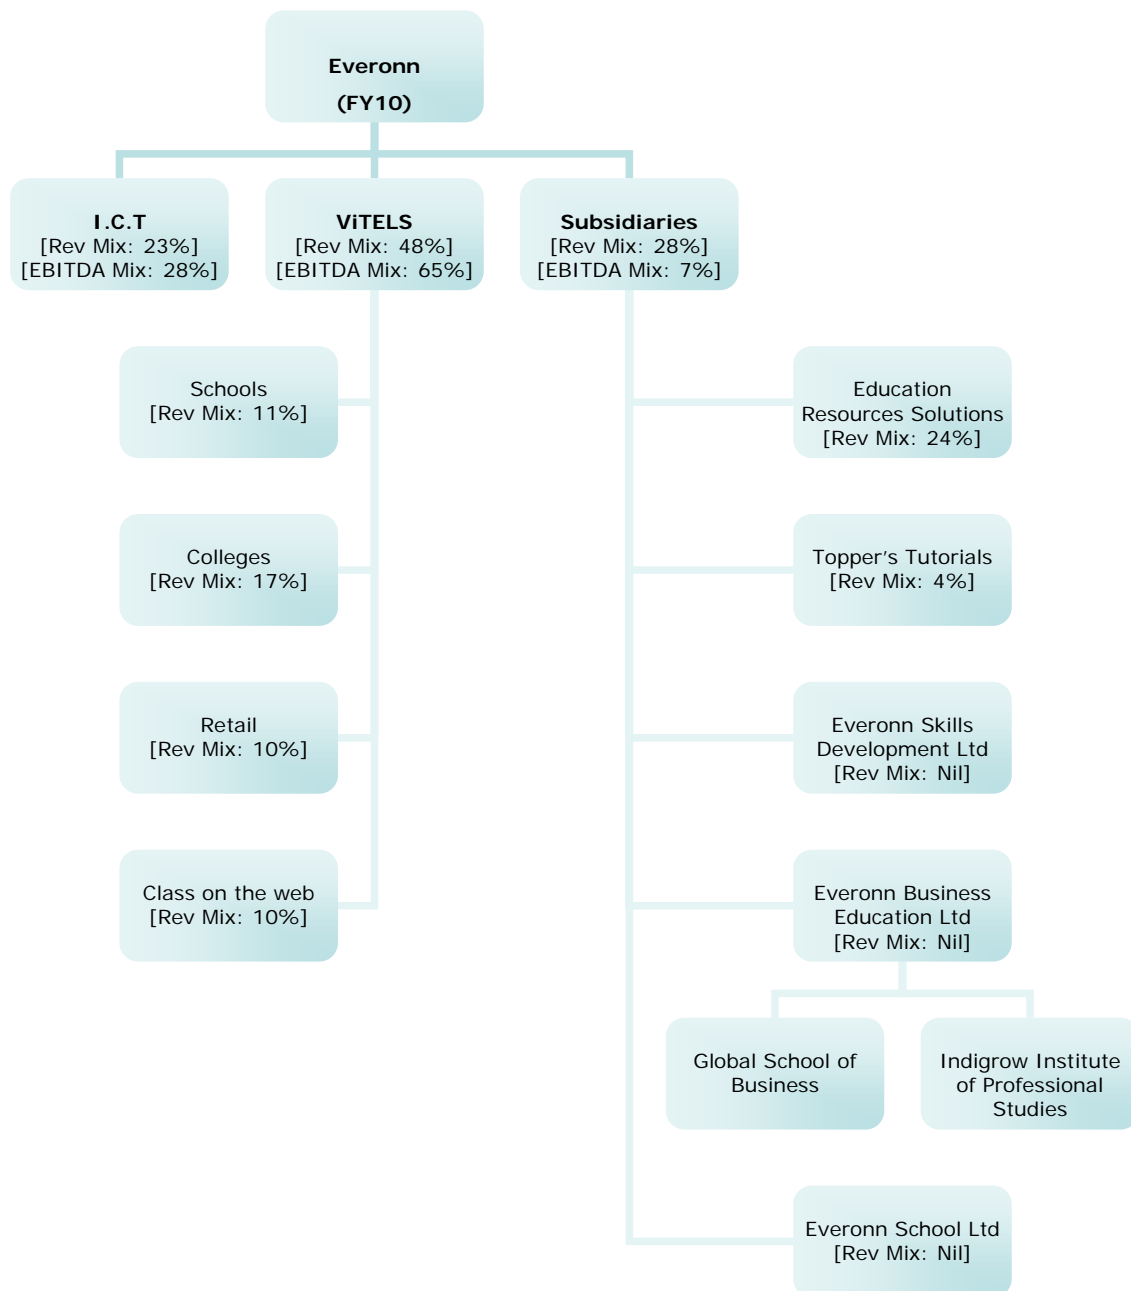 Everonn
(FY10)
I.C.T
[Rev Mix: 23%]
[EBITDA Mix: 28%]
ViTELS
[Rev Mix: 48%]
[EBITDA Mix: 65%]
Subsidiaries
[Rev Mix: 28%]
[EBITDA Mix: 7%]
Schools
[Rev Mix: 11%]
Colleges
[Rev Mix: 17%]
Retail
[Rev Mix: 10%]
Class on the web
[Rev Mix: 10%]
Education
Resources Solutions
[Rev Mix: 24%]
Topper's Tutorials
[Rev Mix: 4%]
Everonn Skills
Development Ltd
[Rev Mix: Nil]
Everonn Business
Education Ltd
[Rev Mix: Nil]
Global School of
Business
Indigrow Institute
of Professional
Studies
Everonn School Ltd
[Rev Mix: Nil]